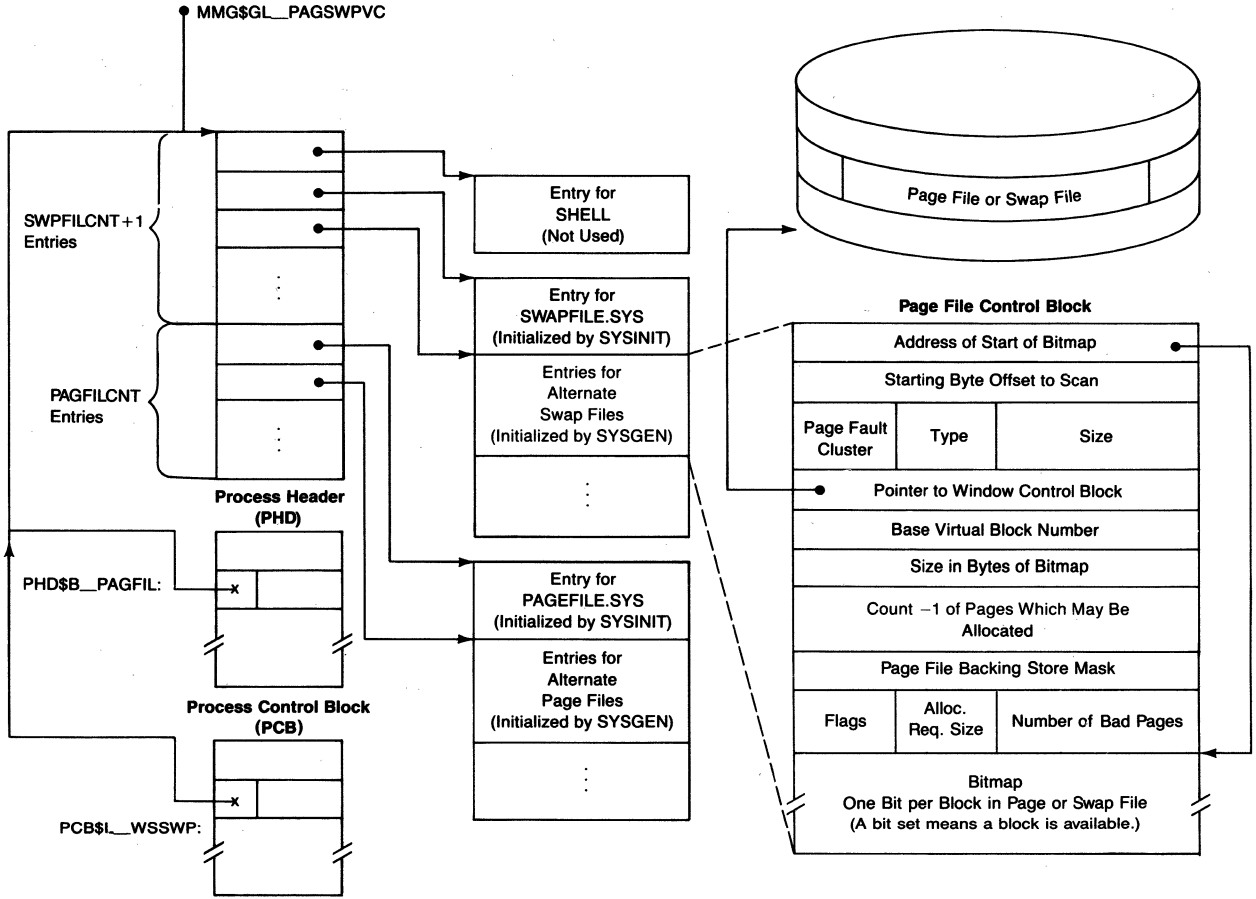 MMG$GL__PAGSWPVC
SWPFILCNT+1
Entries
PAGFILCNT
Entries
Process Header
(PHD)
PHD$B__PAGFIL:
x
Process Control Block
(PCB)
x
PCB$L__WSSWP:
Entry for
SHELL
(Not Used)
Entry for
SWAPFILE.SYS
(Initialized by SYSINIT)
Entries for
Alternate
Swap Files
(Initialized by SYSGEN)
Entry for
PAGEFILE.SYS
(Initialized by SYSINIT)
Entries for
Alternate
Page Files
(Initialized by SYSGEN)
Page File or Swap File
Page File Control Block
Address of Start of Bitmap
Starting Byte Offset to Scan
Page Fault
Cluster
Type
Size
Pointer to Window Control Block
Base Virtual Block Number
Size in Bytes of Bitmap
Count −1 of Pages Which May Be
Allocated
Page File Backing Store Mask
Flags
Alloc.
Req. Size
Number of Bad Pages
Bitmap
One Bit per Block in Page or Swap File
(A bit set means a block is available.)